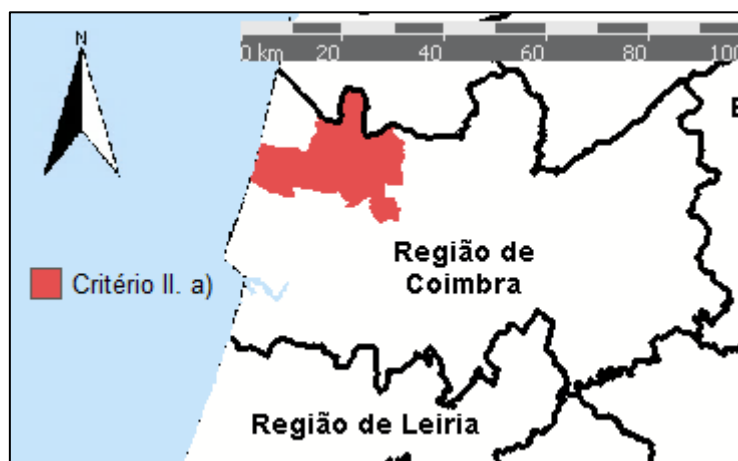 N
0 km 20 40 60 80 100
E
Critério II. a)
Região de
Coimbra
Região de Leiria